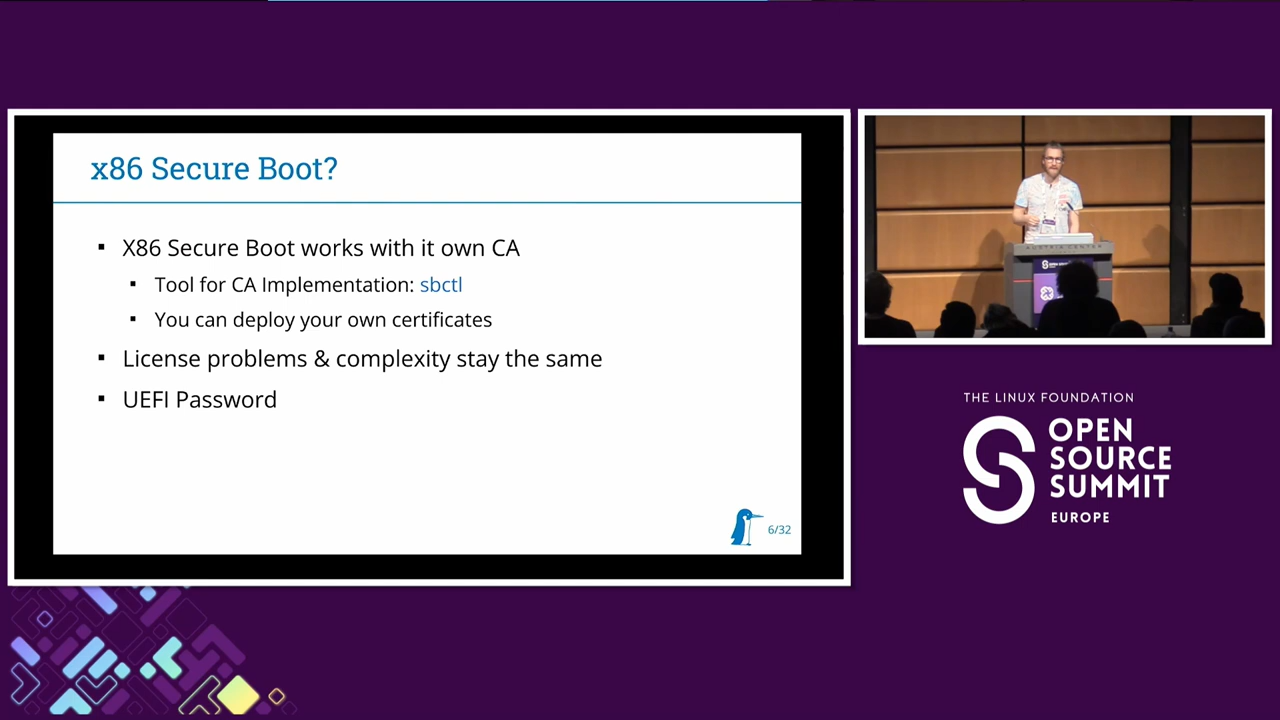 x86 Secure Boot?
X86 Secure Boot works with it own CA
Tool for CA Implementation: sbctl
You can deploy your own certificates
License problems & complexity stay the same
UEFI Password
6/32
AUSTRIA CENTER
THE LINUX FOUNDATION
OPEN
SOURCE
SUMMIT
EUROPE